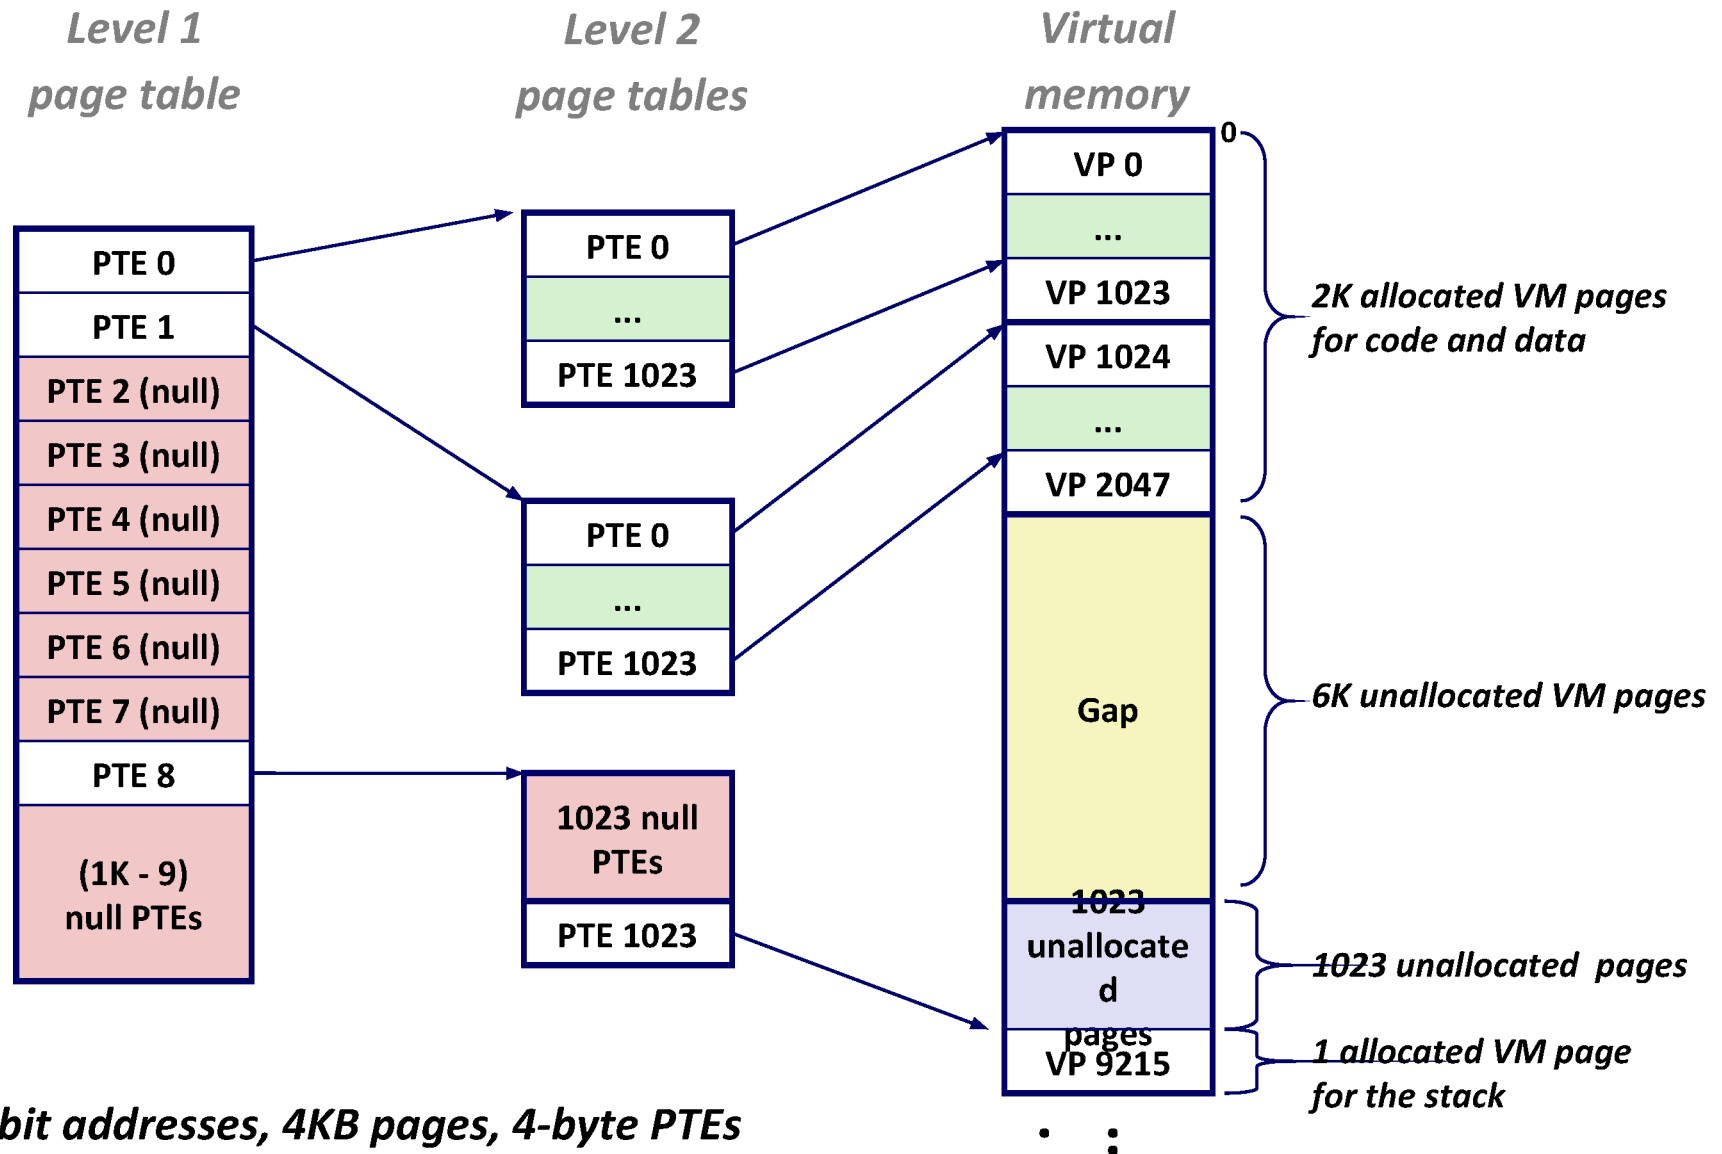 Level 1
page table
Level 2
page tables
Virtual
memory
PTE 0
PTE 1
PTE 2 (null)
PTE 3 (null)
PTE 4 (null)
PTE 5 (null)
PTE 6 (null)
PTE 7 (null)
PTE 8
(1K - 9)
null PTEs
PTE 0
...
PTE 1023
PTE 0
...
PTE 1023
1023 null
PTEs
PTE 1023
0
VP 0
...
VP 1023
VP 1024
...
VP 2047
Gap
1023
unallocate
d
pages
VP 9215
2K allocated VM pages
for code and data
6K unallocated VM pages
1023 unallocated  pages
1 allocated VM page
for the stack
bit addresses, 4KB pages, 4-byte PTEs